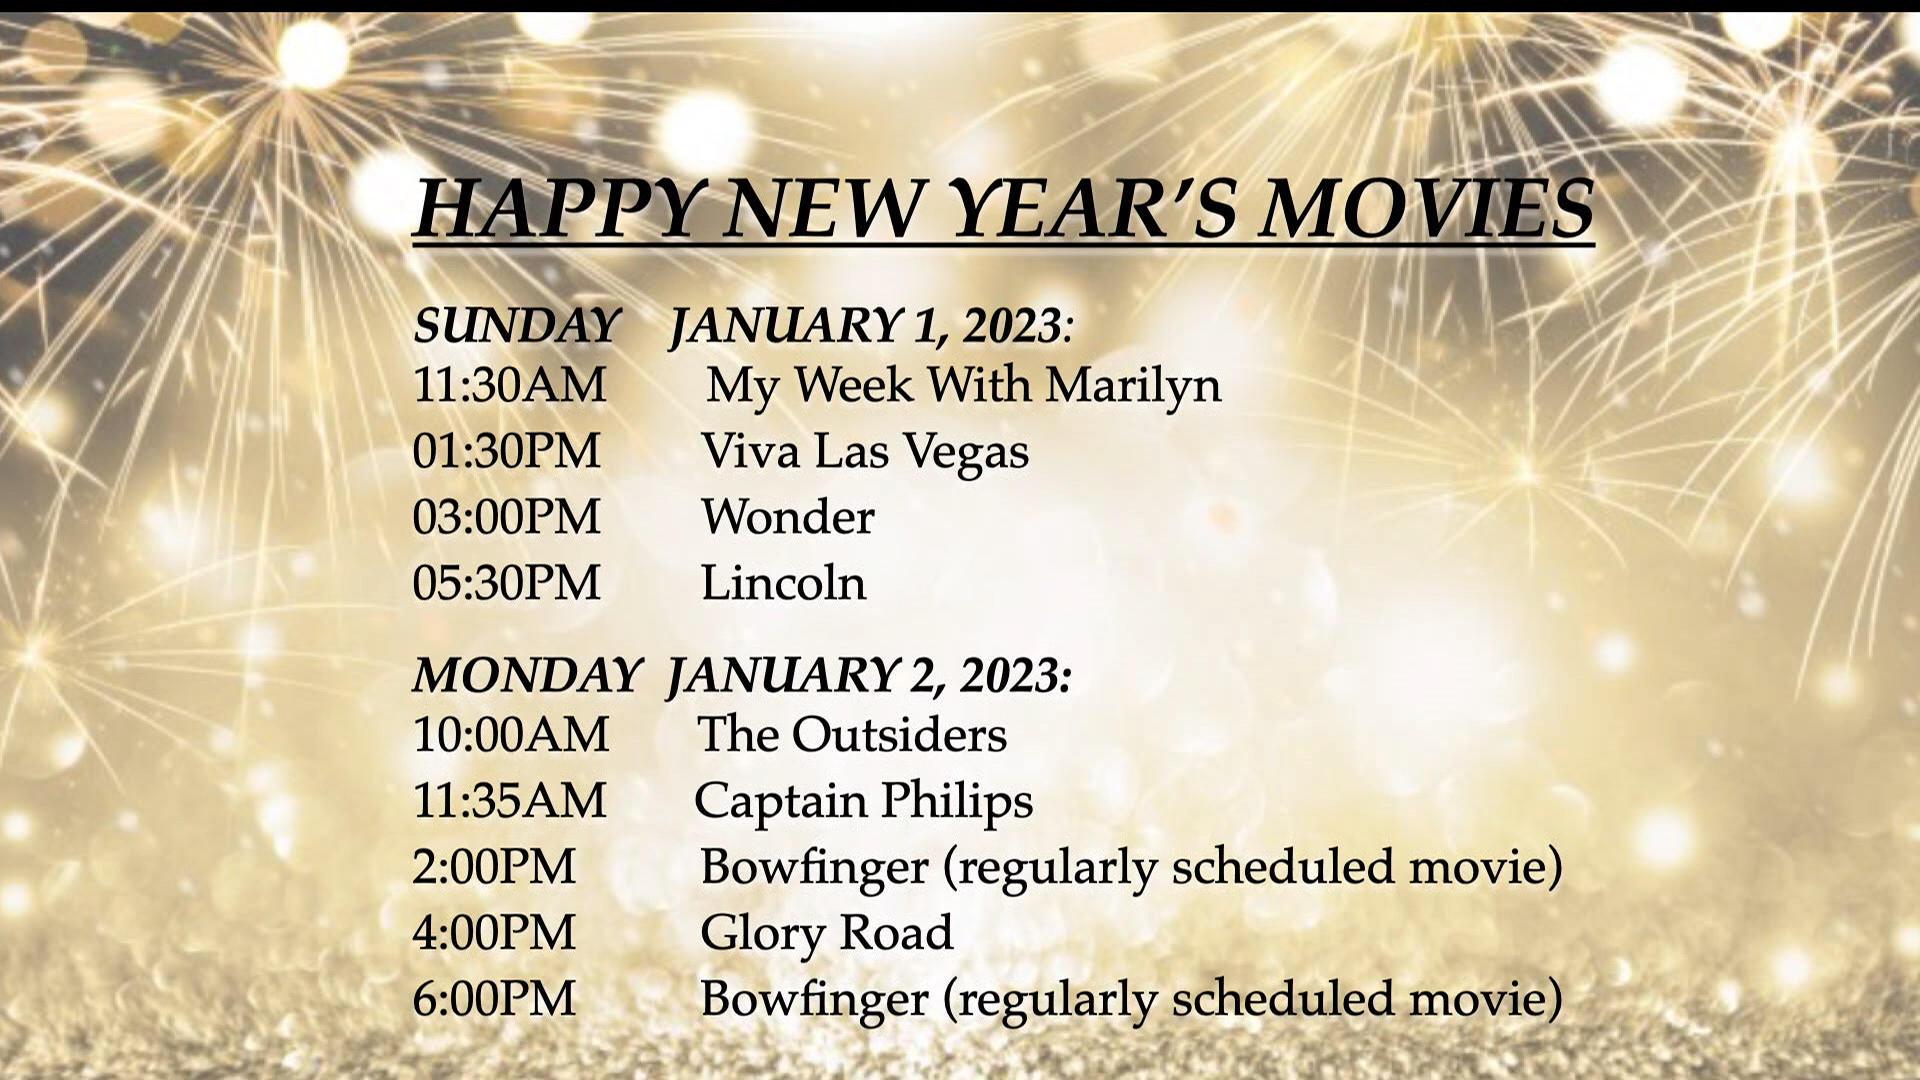 HAPPY NEW YEAR’S MOVIES
SUNDAY JANUARY 1, 2023:
11:30AM My Week With Marilyn
01:30PM Viva Las Vegas
03:00PM Wonder
05:30PM Lincoln
MONDAY JANUARY 2, 2023:
10:00AM The Outsiders
11:35AM Captain Philips
2:00PM Bowfinger (regularly scheduled movie)
4:00PM Glory Road
6:00PM Bowfinger (regularly scheduled movie)